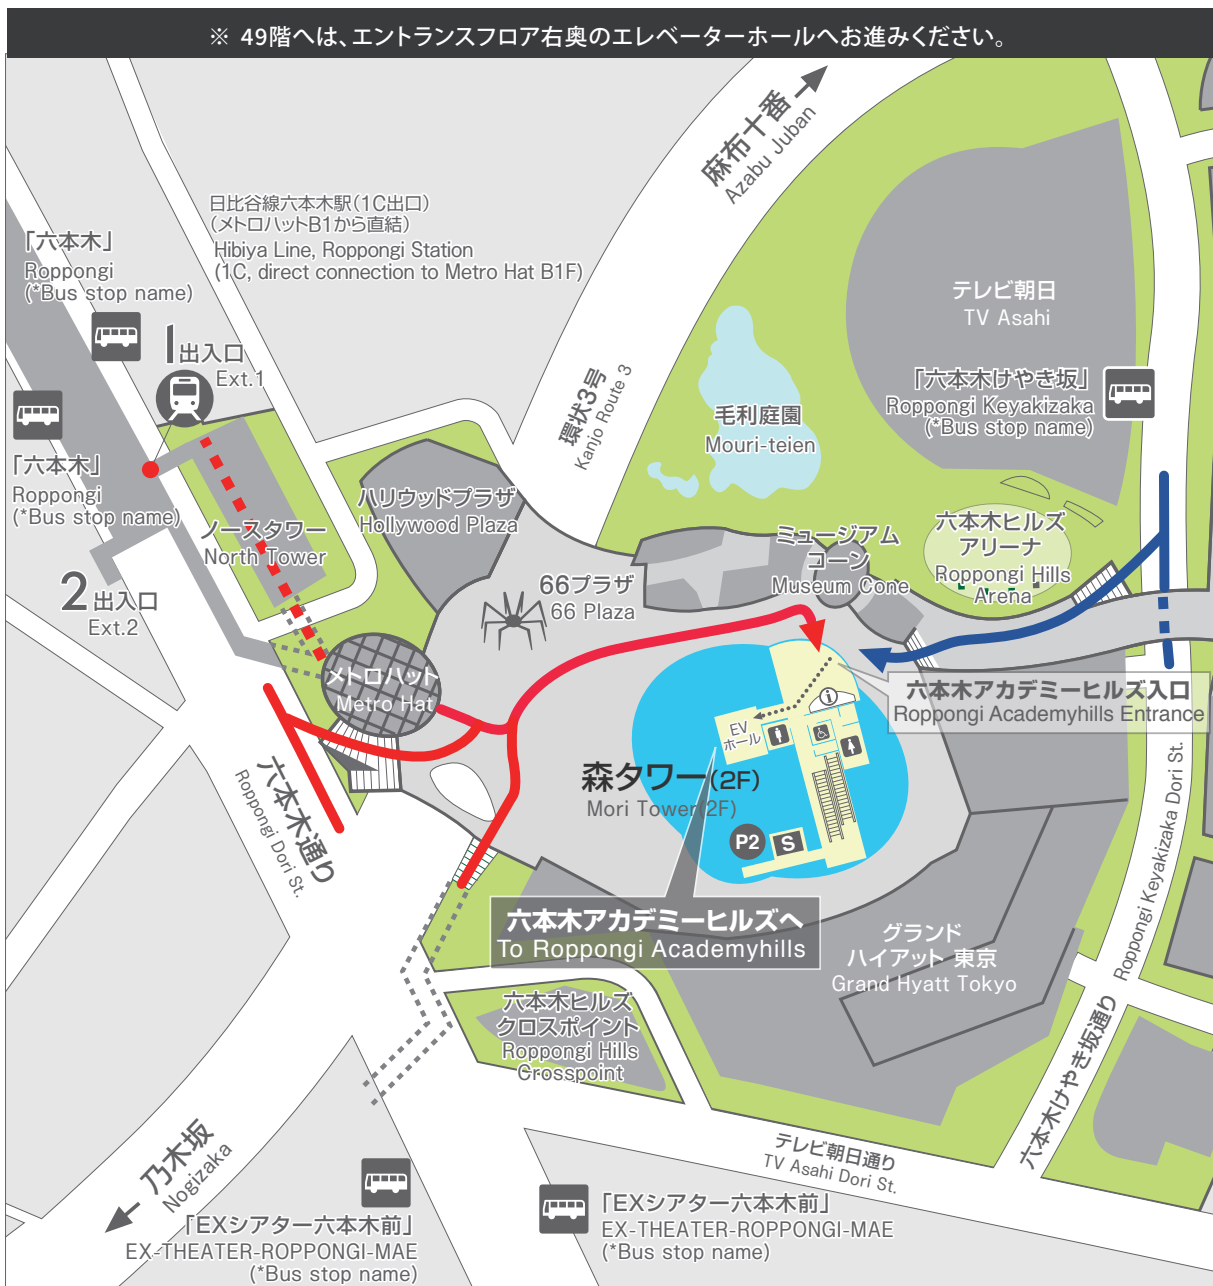 ※ 49階へは、エントランスフロア右奥のエレベーターホールへお進みください。
麻布十番
Azabu Juban
日比谷線六本木駅(1C出口)
(メトロハットB1から直結)
Hibiya Line, Roppongi Station
(1C, direct connection to Metro Hat B1F)
「六本木」
Roppongi
(*Bus stop name)
1出入口
Ext.1
「六本木」
Roppongi
(*Bus stop name)
2出入口
Ext.2
ノースタワー
North Tower
ハリウッドプラザ
Hollywood Plaza
環状3号
Kanjo Route 3
毛利庭園
Mouri-teien
テレビ朝日
TV Asahi
「六本木けやき坂」
Roppongi Keyakizaka
(*Bus stop name)
六本木ヒルズ
アリーナ
Roppongi Hills
Arena
ミュージアム
コーン
Museum Cone
66プラザ
66 Plaza
メトロハット
Metro Hat
六本木アカデミーヒルズ入口
Roppongi Academyhills Entrance
i
EV
ホール
森タワー(2F)
Mori Tower(2F)
P2
S
六本木通り
Roppongi Dori St.
六本木アカデミーヒルズへ
To Roppongi Academyhills
グランド
ハイアット 東京
Grand Hyatt Tokyo
六本木ヒルズ
クロスポイント
Roppongi Hills
Crosspoint
六本木けやき坂通り
Roppongi Keyakizaka Dori St.
テレビ朝日通り
TV Asahi Dori St.
乃木坂
Nogizaka
「EXシアター六本木前」
EX-THEATER-ROPPONGI-MAE
(*Bus stop name)
「EXシアター六本木前」
EX-THEATER-ROPPONGI-MAE
(*Bus stop name)